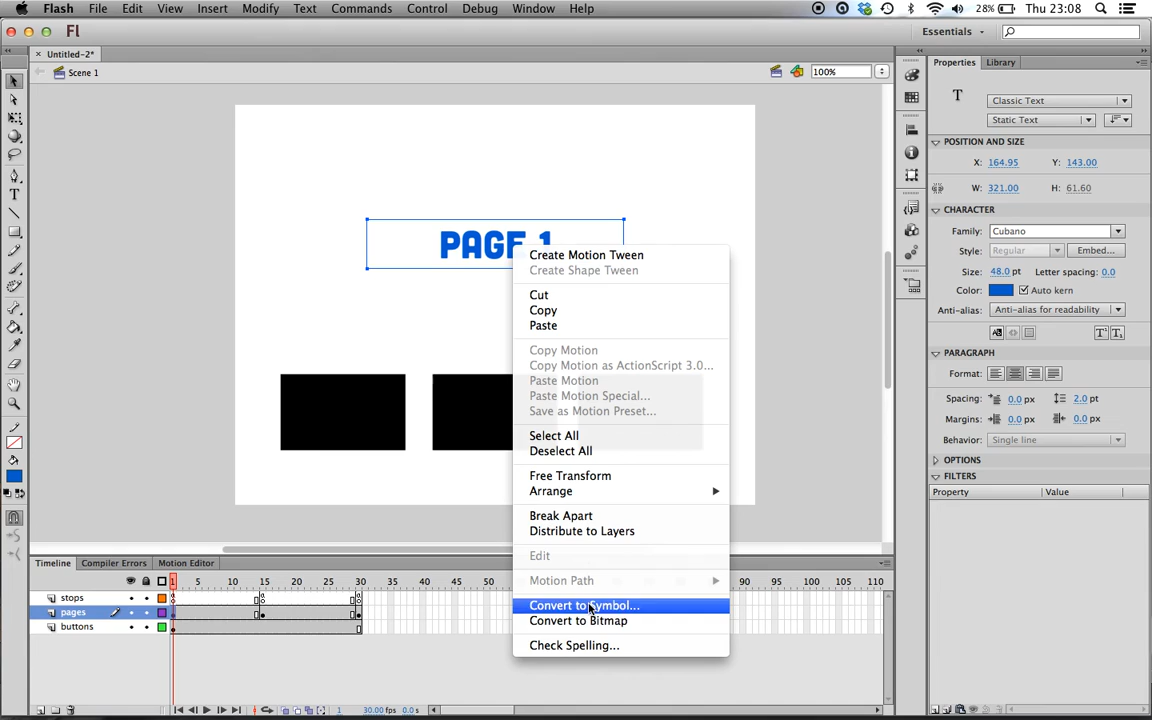 Flash File Edit View Insert Modify Text Commands Control Debug Window Help 28% Thu 23:08
Fl Essentials
× Untitled-2*
Scene 1 100%
Properties Library
T Classic Text
Static Text
POSITION AND SIZE
X: 164.95 Y: 143.00
W: 321.00 H: 61.60
CHARACTER
Family: Cubano
Style: Regular Embed...
Size: 48.0 pt Letter spacing: 0.0
Color: Auto kern
Anti-alias: Anti-alias for readability
PARAGRAPH
Format:
Spacing: 0.0 px 2.0 pt
Margins: 0.0 px 0.0 px
Behavior: Single line
OPTIONS
FILTERS
Property Value
PAGE 1
Create Motion Tween
Create Shape Tween
Cut
Copy
Paste
Copy Motion
Copy Motion as ActionScript 3.0...
Paste Motion
Paste Motion Special...
Save as Motion Preset...
Select All
Deselect All
Free Transform
Arrange
Break Apart
Distribute to Layers
Edit
Motion Path
Convert to Symbol...
Convert to Bitmap
Check Spelling...
Timeline Compiler Errors Motion Editor
1 5 10 15 20 25 30 35 40 45 50 90 95 100 105 110
stops
pages
buttons
1 30.00 fps 0.0 s